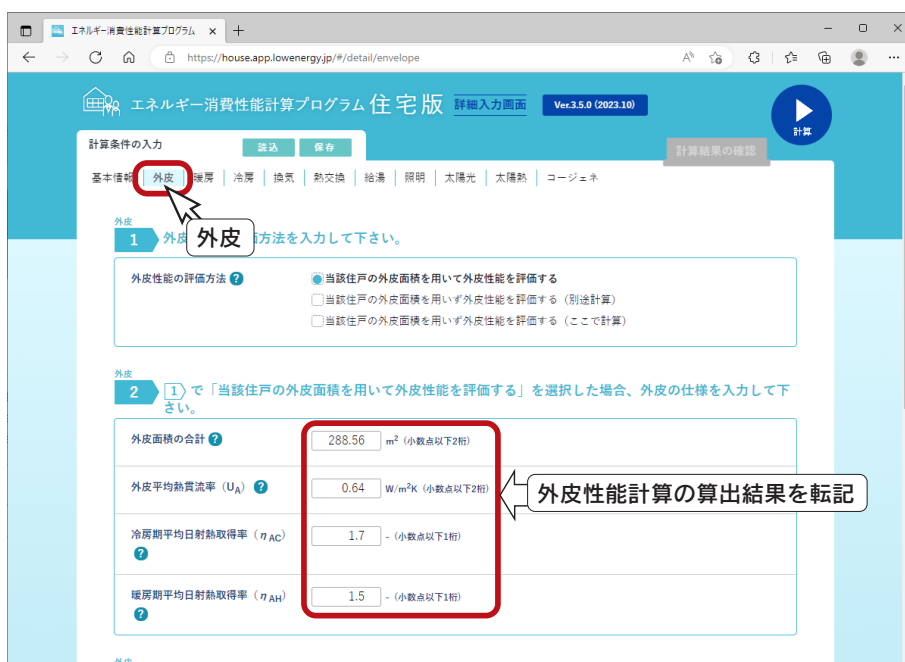 エネルギー消費性能計算プログラム
https://house.app.lowenergy.jp/#/detail/envelope
エネルギー消費性能計算プログラム 住宅版 詳細入力画面 Ver.3.5.0 (2023.10)
計算
計算条件の入力 読込 保存 計算結果の確認
基本情報 外皮 暖房 冷房 換気 熱交換 給湯 照明 太陽光 太陽熱 コージェネ
外皮
1 外皮 方法を入力して下さい。
外皮
外皮性能の評価方法 ? 当該住戸の外皮面積を用いて外皮性能を評価する
当該住戸の外皮面積を用いず外皮性能を評価する（別途計算）
当該住戸の外皮面積を用いず外皮性能を評価する（ここで計算）
外皮
2 1 で「当該住戸の外皮面積を用いて外皮性能を評価する」を選択した場合、外皮の仕様を入力して下
さい。
外皮面積の合計 ? 288.56 m²（小数点以下2桁）
外皮平均熱貫流率（UA） ? 0.64 W/m²K（小数点以下2桁）
外皮性能計算の算出結果を転記
冷房期平均日射熱取得率（ηAC） 1.7 -（小数点以下1桁）
?
暖房期平均日射熱取得率（ηAH） 1.5 -（小数点以下1桁）
?